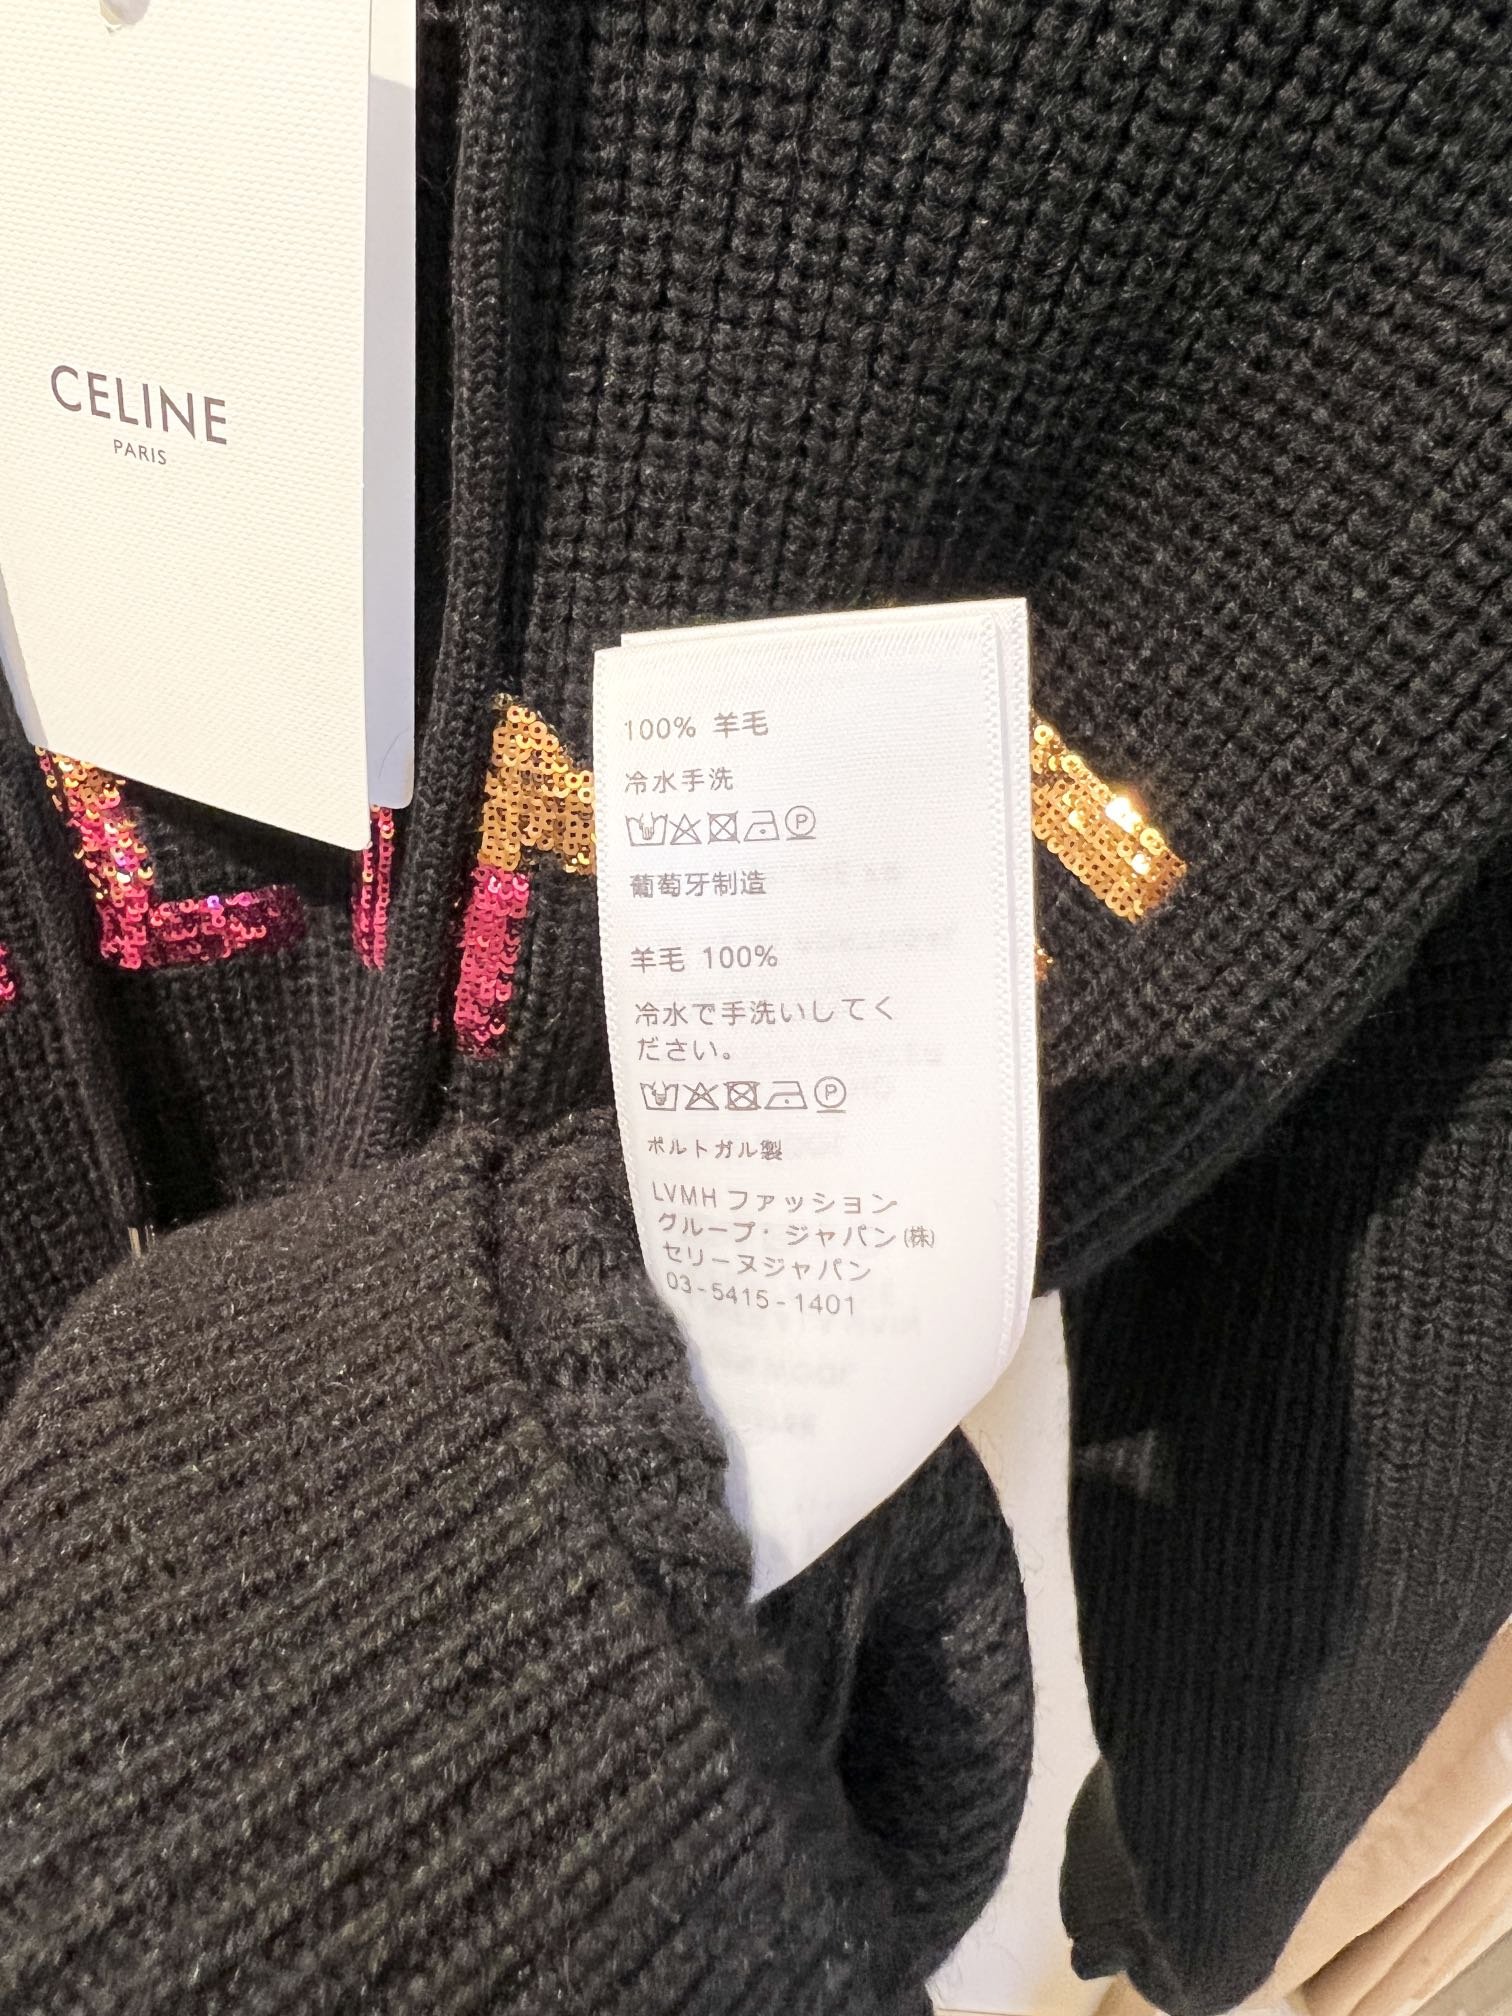 CELINE
PARIS
100% 羊毛
冷水手洗
P
葡萄牙制造
羊毛 100%
冷水で手洗いしてく
ださい。
P
ポルトガル製
LVMH ファッション
グループ・ジャパン(株)
セリーヌジャパン
03-5415-1401